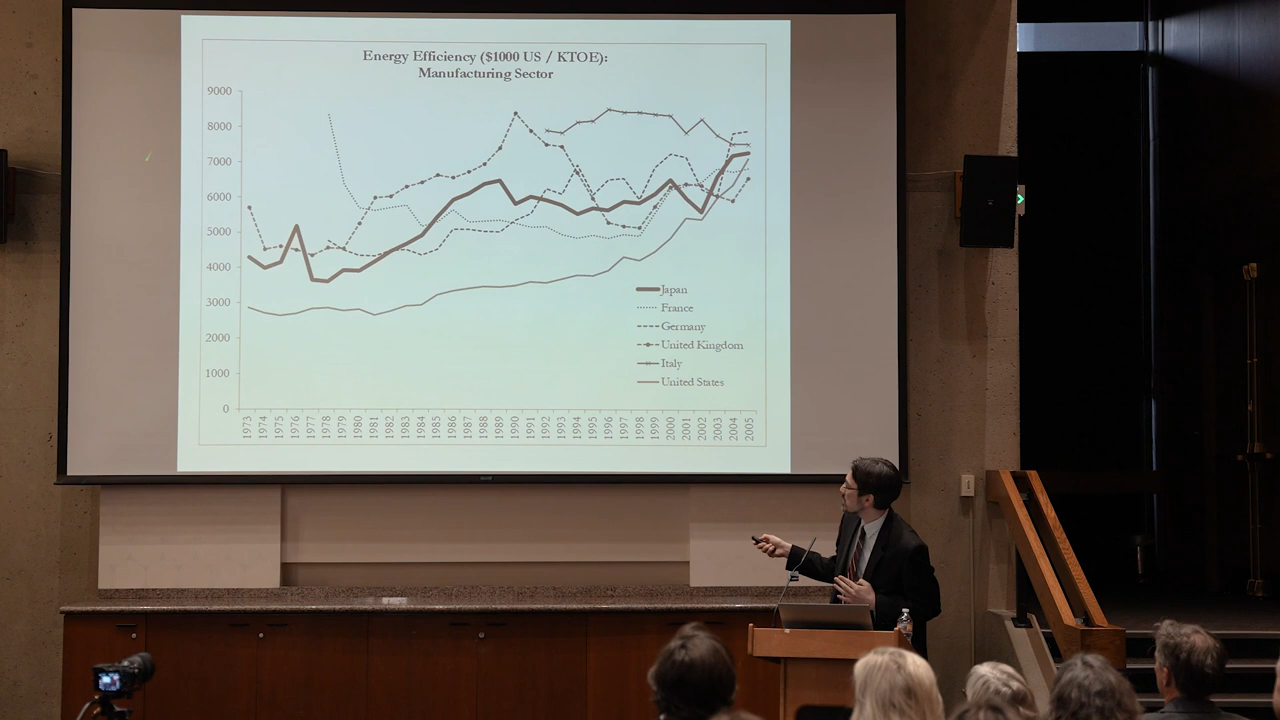 Energy Efficiency ($1000 US / KTOE):
Manufacturing Sector
9000
8000
7000
6000
5000
4000
3000
2000
1000
0
Japan
France
Germany
United Kingdom
Italy
United States
1973 1974 1975 1976 1977 1978 1979 1980 1981 1982 1983 1984 1985 1986 1987 1988 1989 1990 1991 1992 1993 1994 1995 1996 1997 1998 1999 2000 2001 2002 2003 2004 2005